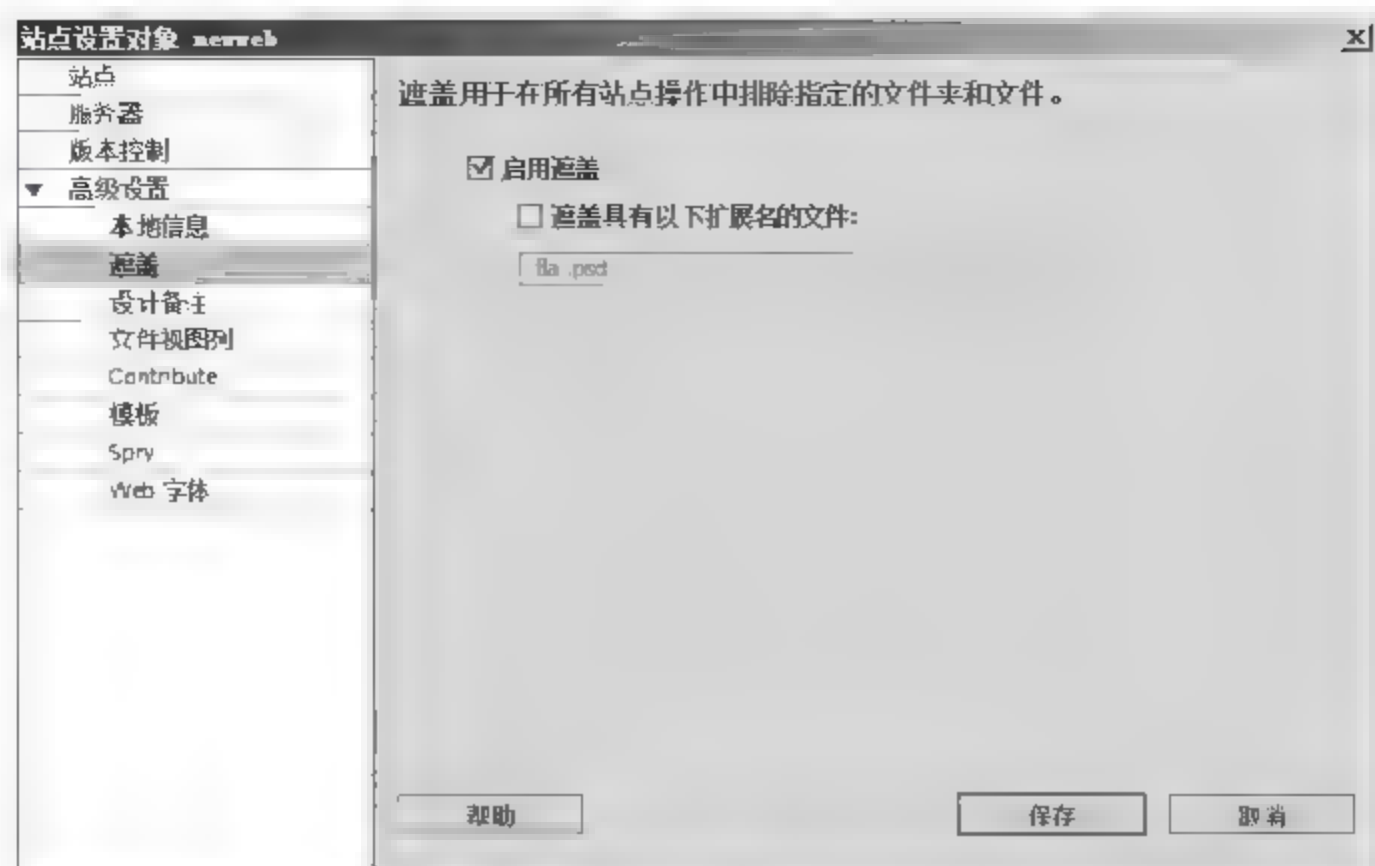 站点设置对象 newweb
站点
服务器
版本控制
高级设置
本地信息
遮盖
设计备注
文件视图列
Contribute
模板
Spry
Web 字体
遮盖用于在所有站点操作中排除指定的文件夹和文件。
启用遮盖
遮盖具有以下扩展名的文件:
fla .psd
帮助
保存
取消